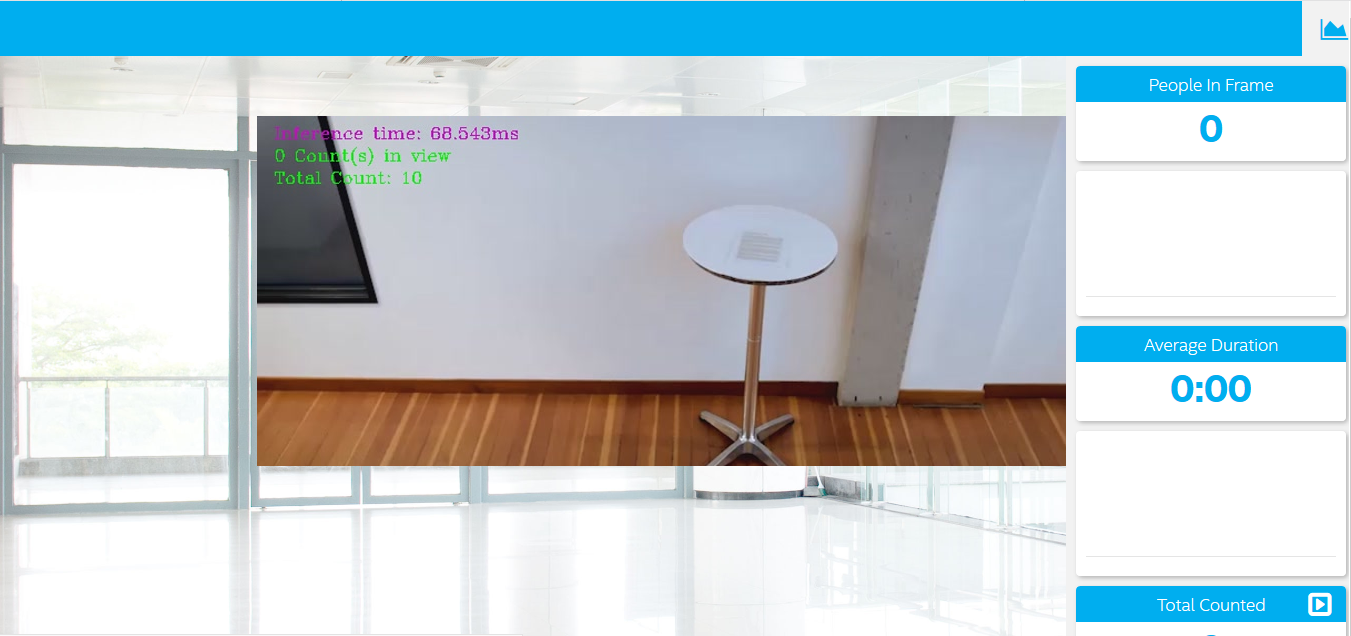 Inference time: 68.543ms
0 Count(s) in view
Total Count: 10
People In Frame
0
Average Duration
0:00
Total Counted